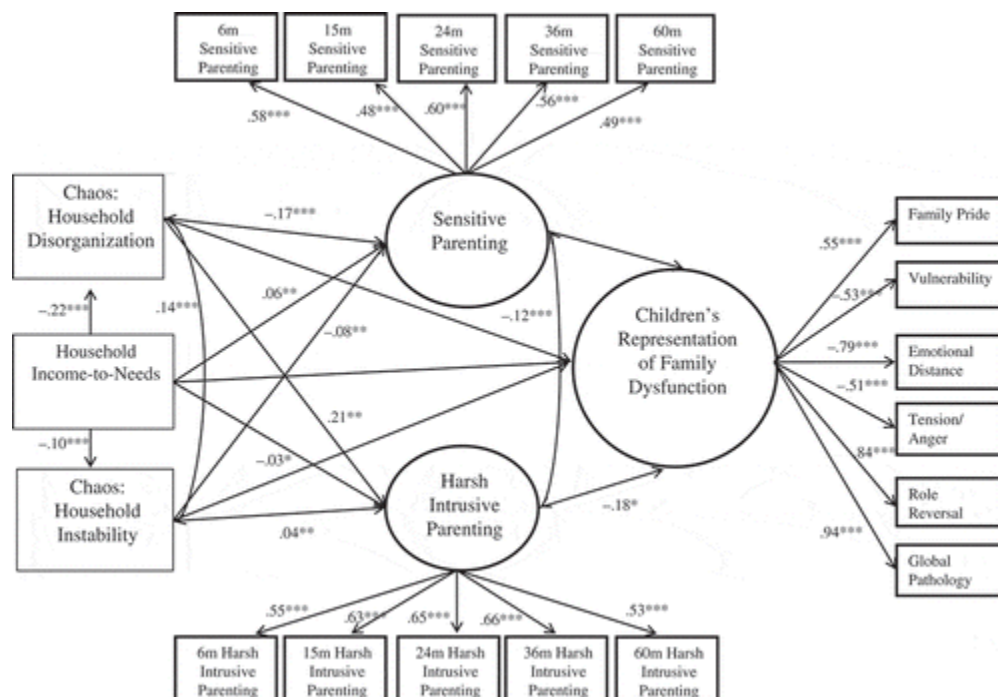 6m
Sensitive
Parenting
15m
Sensitive
Parenting
24m
Sensitive
Parenting
36m
Sensitive
Parenting
60m
Sensitive
Parenting
.58***
.48***
.60***
.56***
.49***
Chaos:
Household
Disorganization
–.17***
Sensitive
Parenting
Family Pride
.55***
Vulnerability
–.53***
–.22***
.14***
.06**
–.08**
–.12***
Children's
Representation
of Family
Dysfunction
Household
Income-to-Needs
–.79***
Emotional
Distance
–.51***
Tension/
Anger
.21**
–.10***
–.03*
.84***
Chaos:
Household
Instability
Harsh
Intrusive
Parenting
–.18*
.04**
Role
Reversal
.94***
Global
Pathology
.55***
.63***
.65***
.66***
.53***
6m Harsh
Intrusive
Parenting
15m Harsh
Intrusive
Parenting
24m Harsh
Intrusive
Parenting
36m Harsh
Intrusive
Parenting
60m Harsh
Intrusive
Parenting